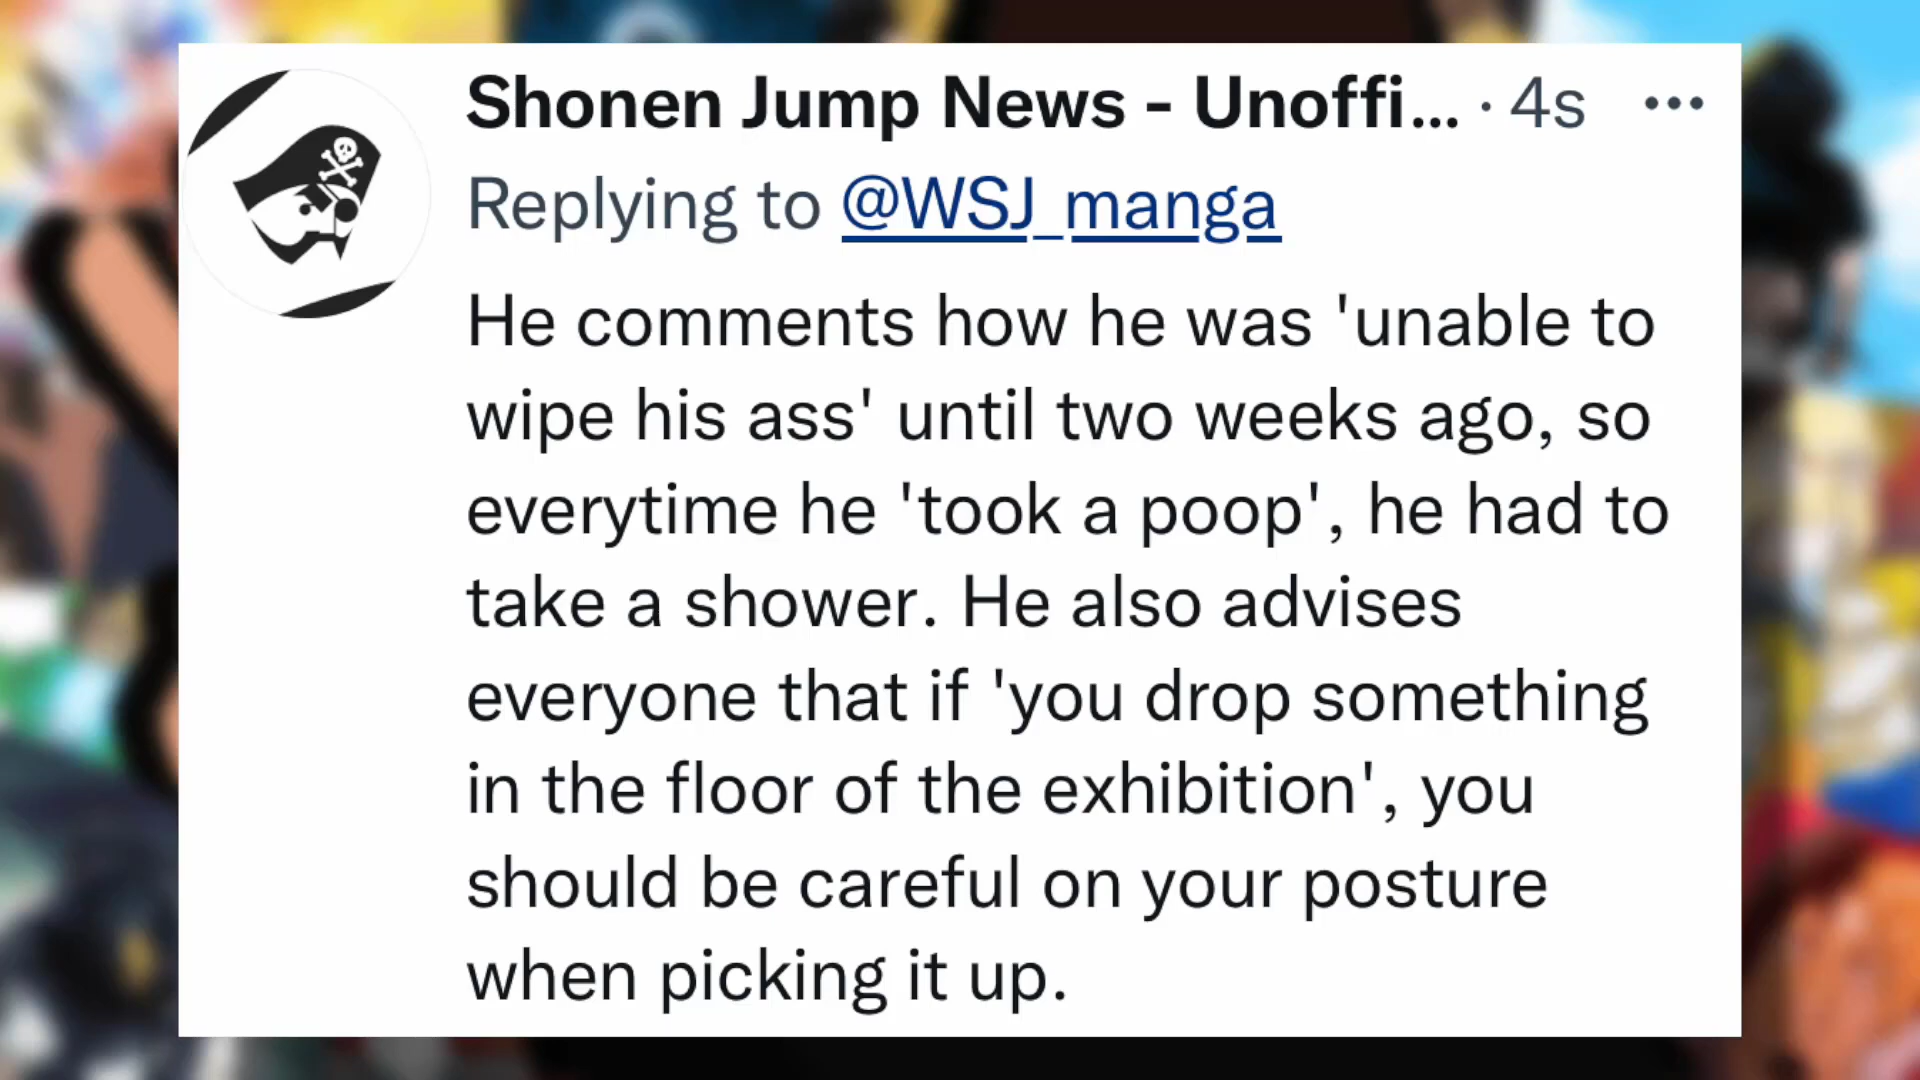 Shonen Jump News - Unoffi... · 4s ···
Replying to @WSJ_manga
He comments how he was 'unable to
wipe his ass' until two weeks ago, so
everytime he 'took a poop', he had to
take a shower. He also advises
everyone that if 'you drop something
in the floor of the exhibition', you
should be careful on your posture
when picking it up.